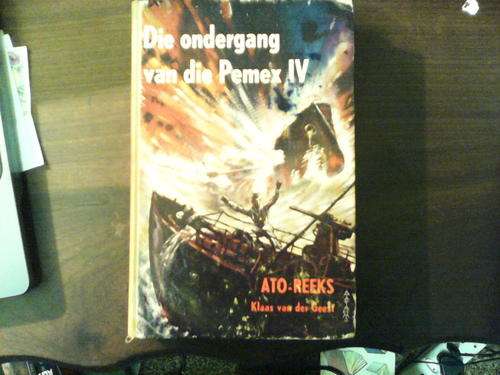 Die ondergang
van die Pemex IV
ATO-REEKS
Klaas van der Geest